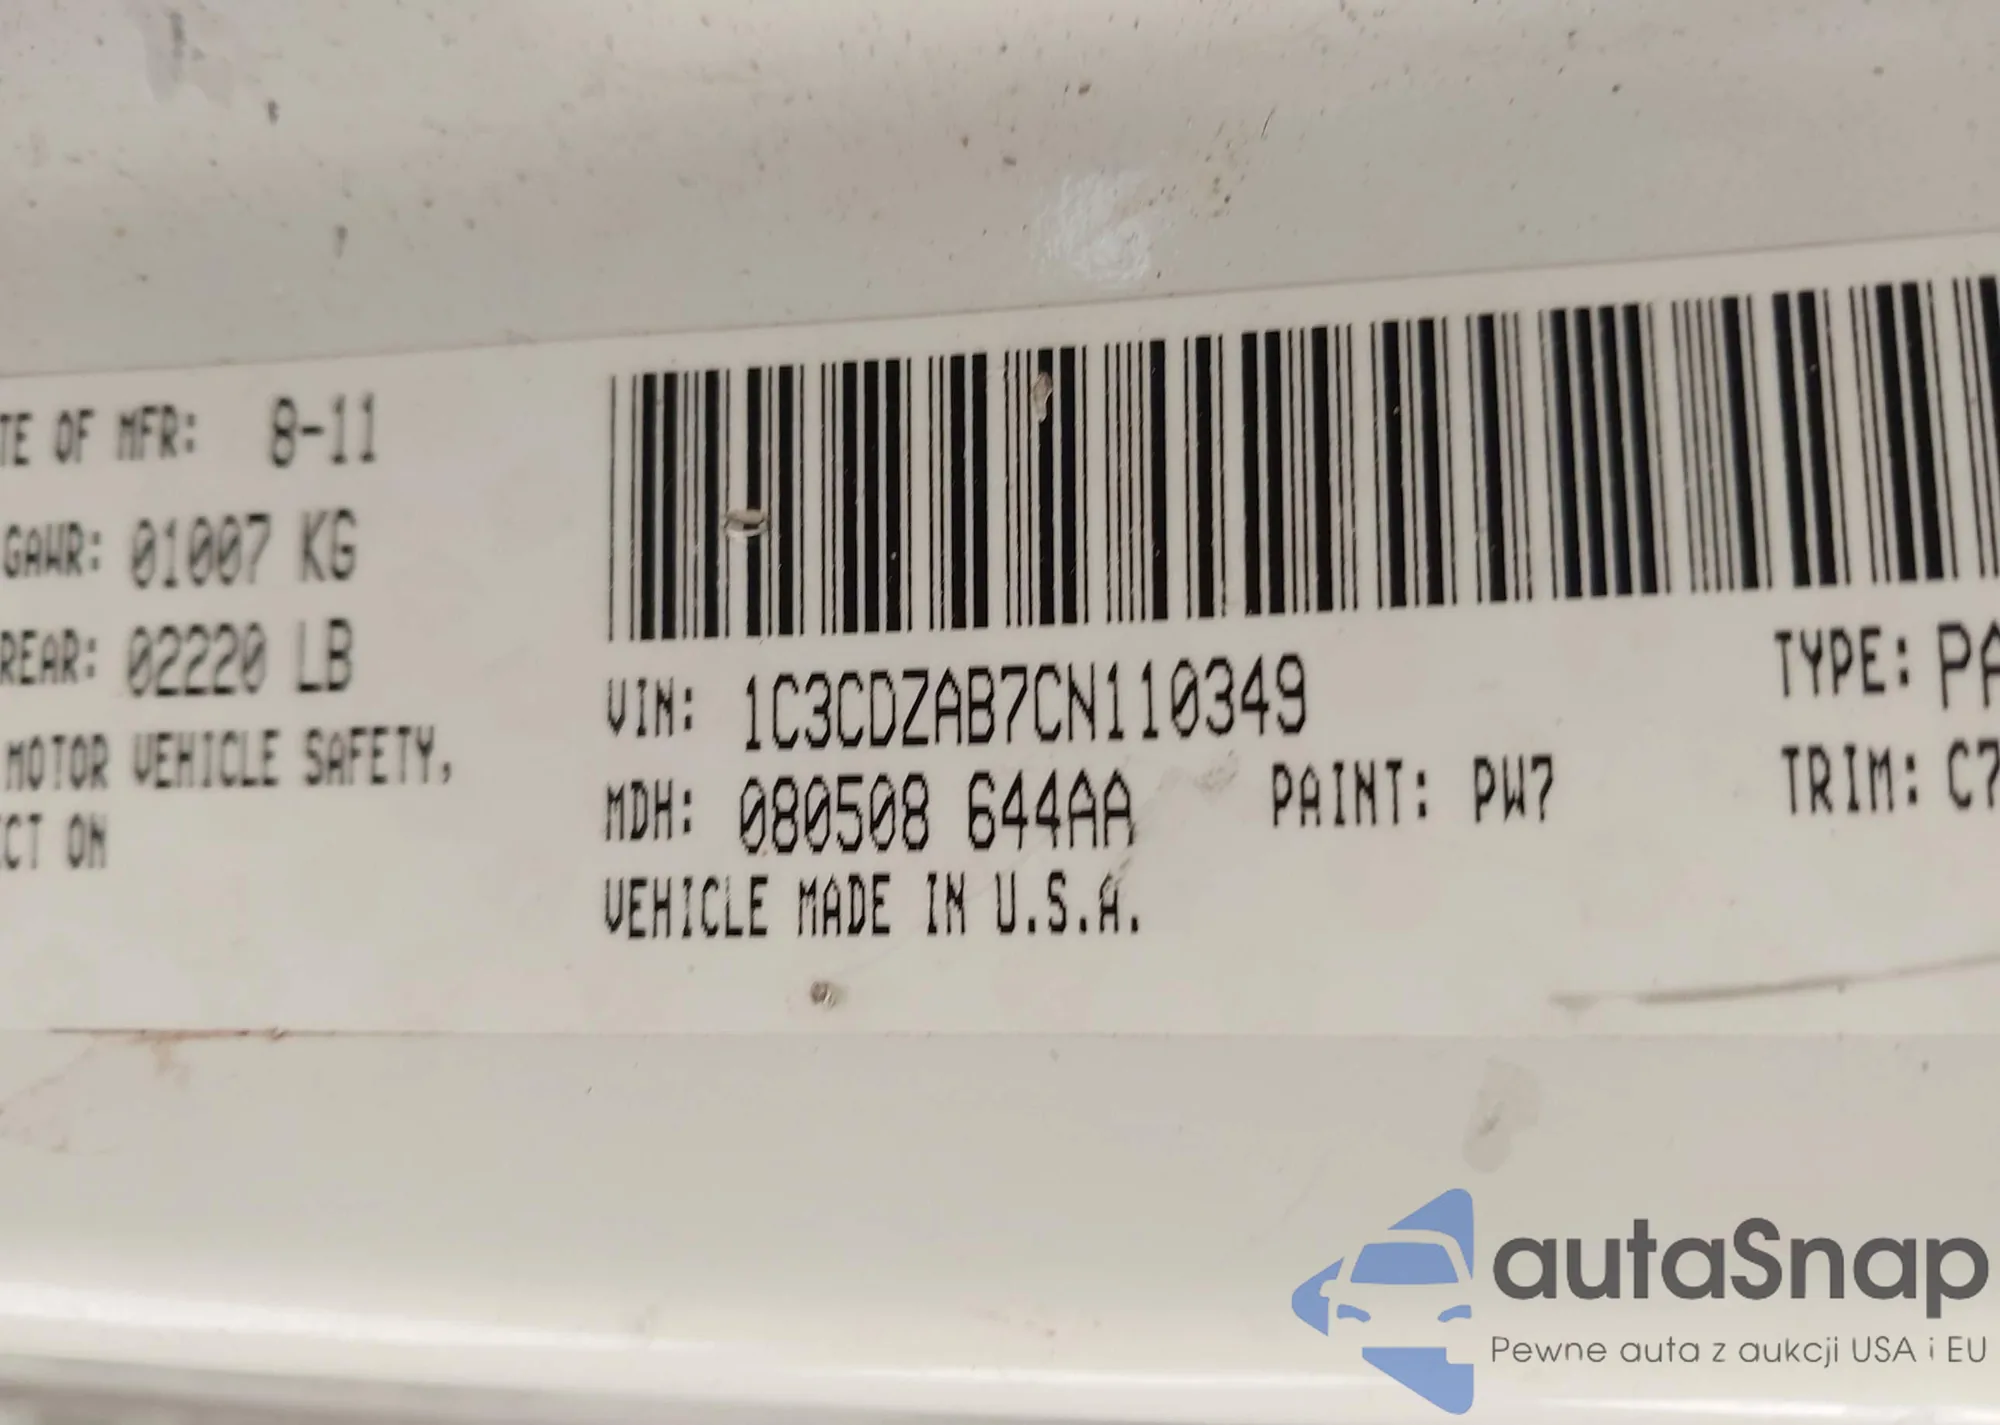 TE OF MFR: 8-11
GAWR: 01007 KG
REAR: 02220 LB
MOTOR VEHICLE SAFETY,
ECT ON
VIN: 1C3CDZAB7CN110349
TYPE: PA
MDH: 080508 644AA PAINT: PW7
TRIM: C7
VEHICLE MADE IN U.S.A.
autaSnap
Pewne auta z aukcji USA i EU